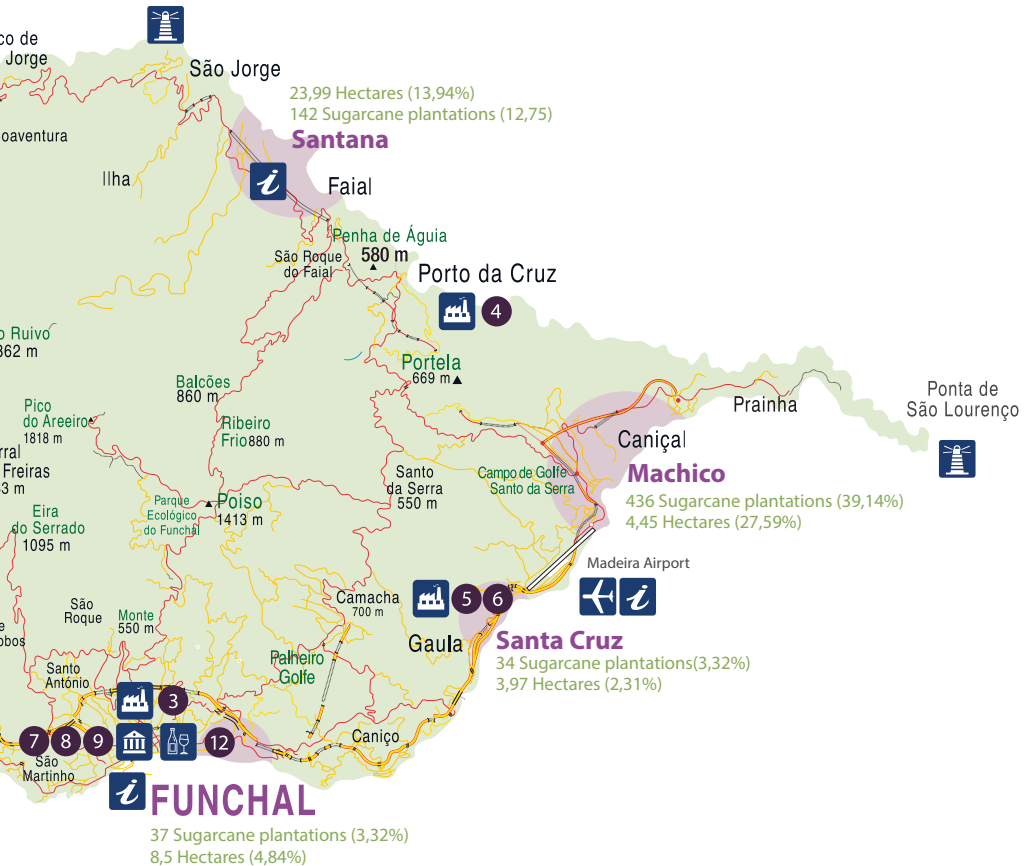 co de
Jorge
São Jorge
23,99 Hectares (13,94%)
142 Sugarcane plantations (12,75)
Santana
oaventura
Ilha
i
Faial
Penha de Águia
580 m
São Roque
do Faial
Porto da Cruz
4
o Ruivo
862 m
Portela
669 m
Balcões
860 m
Prainha
Ponta de
São Lourenço
Pico
do Areeiro
1818 m
Ribeiro
Frio 880 m
Caniçal
rral
Freiras
3 m
Santo
da Serra
550 m
Campo de Golfe
Santo da Serra
Machico
436 Sugarcane plantations (39,14%)
4,45 Hectares (27,59%)
Eira
do Serrado
1095 m
Parque
Ecológico
do Funchal
Poiso
1413 m
Madeira Airport
i
São
Roque
Monte
550 m
Camacha
700 m
5
6
e
obos
Gaula
Santa Cruz
34 Sugarcane plantations(3,32%)
3,97 Hectares (2,31%)
Santo
António
Palheiro
Golfe
3
7
8
9
12
São
Martinho
Caniço
i
FUNCHAL
37 Sugarcane plantations (3,32%)
8,5 Hectares (4,84%)